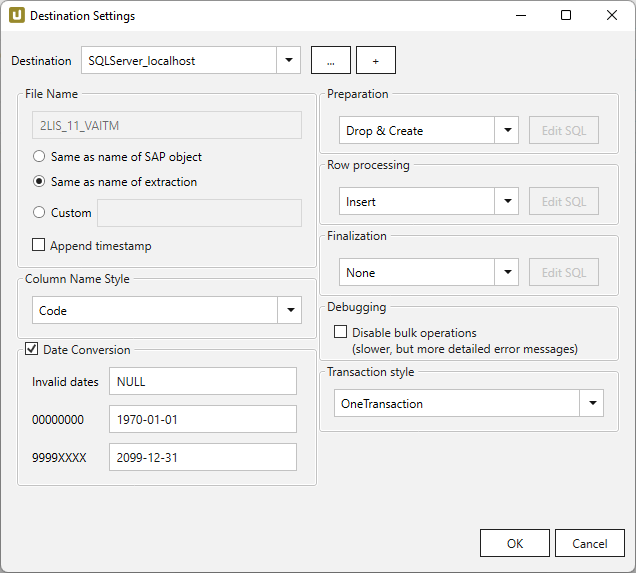 Destination Settings
Destination
SQLServer_localhost
...
+
File Name
2LIS_11_VAITM
Same as name of SAP object
Same as name of extraction
Custom
Append timestamp
Column Name Style
Code
Date Conversion
Invalid dates
NULL
00000000
1970-01-01
9999XXXX
2099-12-31
Preparation
Drop & Create
Edit SQL
Row processing
Insert
Edit SQL
Finalization
None
Edit SQL
Debugging
Disable bulk operations
(slower, but more detailed error messages)
Transaction style
OneTransaction
OK
Cancel